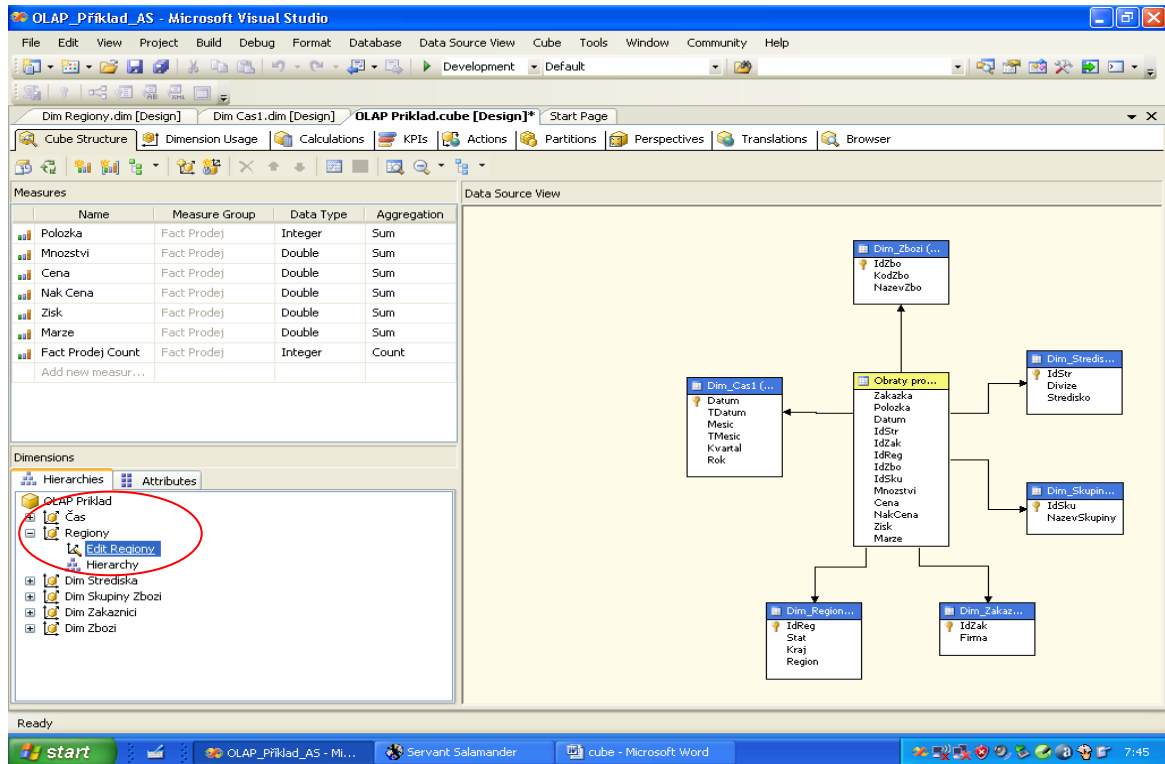 OLAP_Příklad_AS - Microsoft Visual Studio
File Edit View Project Build Debug Format Database Data Source View Cube Tools Window Community Help
Development Default
Dim Regiony.dim [Design] Dim Cas1.dim [Design] OLAP Priklad.cube [Design]* Start Page
Cube Structure Dimension Usage Calculations KPIs Actions Partitions Perspectives Translations Browser
Measures
Name Measure Group Data Type Aggregation
Polozka Fact Prodej Integer Sum
Mnozstvi Fact Prodej Double Sum
Cena Fact Prodej Double Sum
Nak Cena Fact Prodej Double Sum
Zisk Fact Prodej Double Sum
Marze Fact Prodej Double Sum
Fact Prodej Count Fact Prodej Integer Count
Add new measur...
Dimensions
Hierarchies Attributes
OLAP Priklad
Čas
Regiony
Edit Regiony
Hierarchy
Dim Strediska
Dim Skupiny Zbozi
Dim Zakaznici
Dim Zbozi
Data Source View
Dim_Zbozi (...
IdZbo
KodZbo
NazevZbo
Dim_Stredis...
IdStr
Divize
Stredisko
Dim_Cas1 (...
Datum
TDatum
Mesic
TMesic
Kvartal
Rok
Obraty pro...
Zakazka
Polozka
Datum
IdStr
IdZak
IdReg
IdZbo
IdSku
Mnozstvi
Cena
NakCena
Zisk
Marze
Dim_Skupin...
IdSku
NazevSkupiny
Dim_Region...
IdReg
Stat
Kraj
Region
Dim_Zakaz...
IdZak
Firma
Ready
start OLAP_Příklad_AS - Mi... Servant Salamander cube - Microsoft Word 7:45